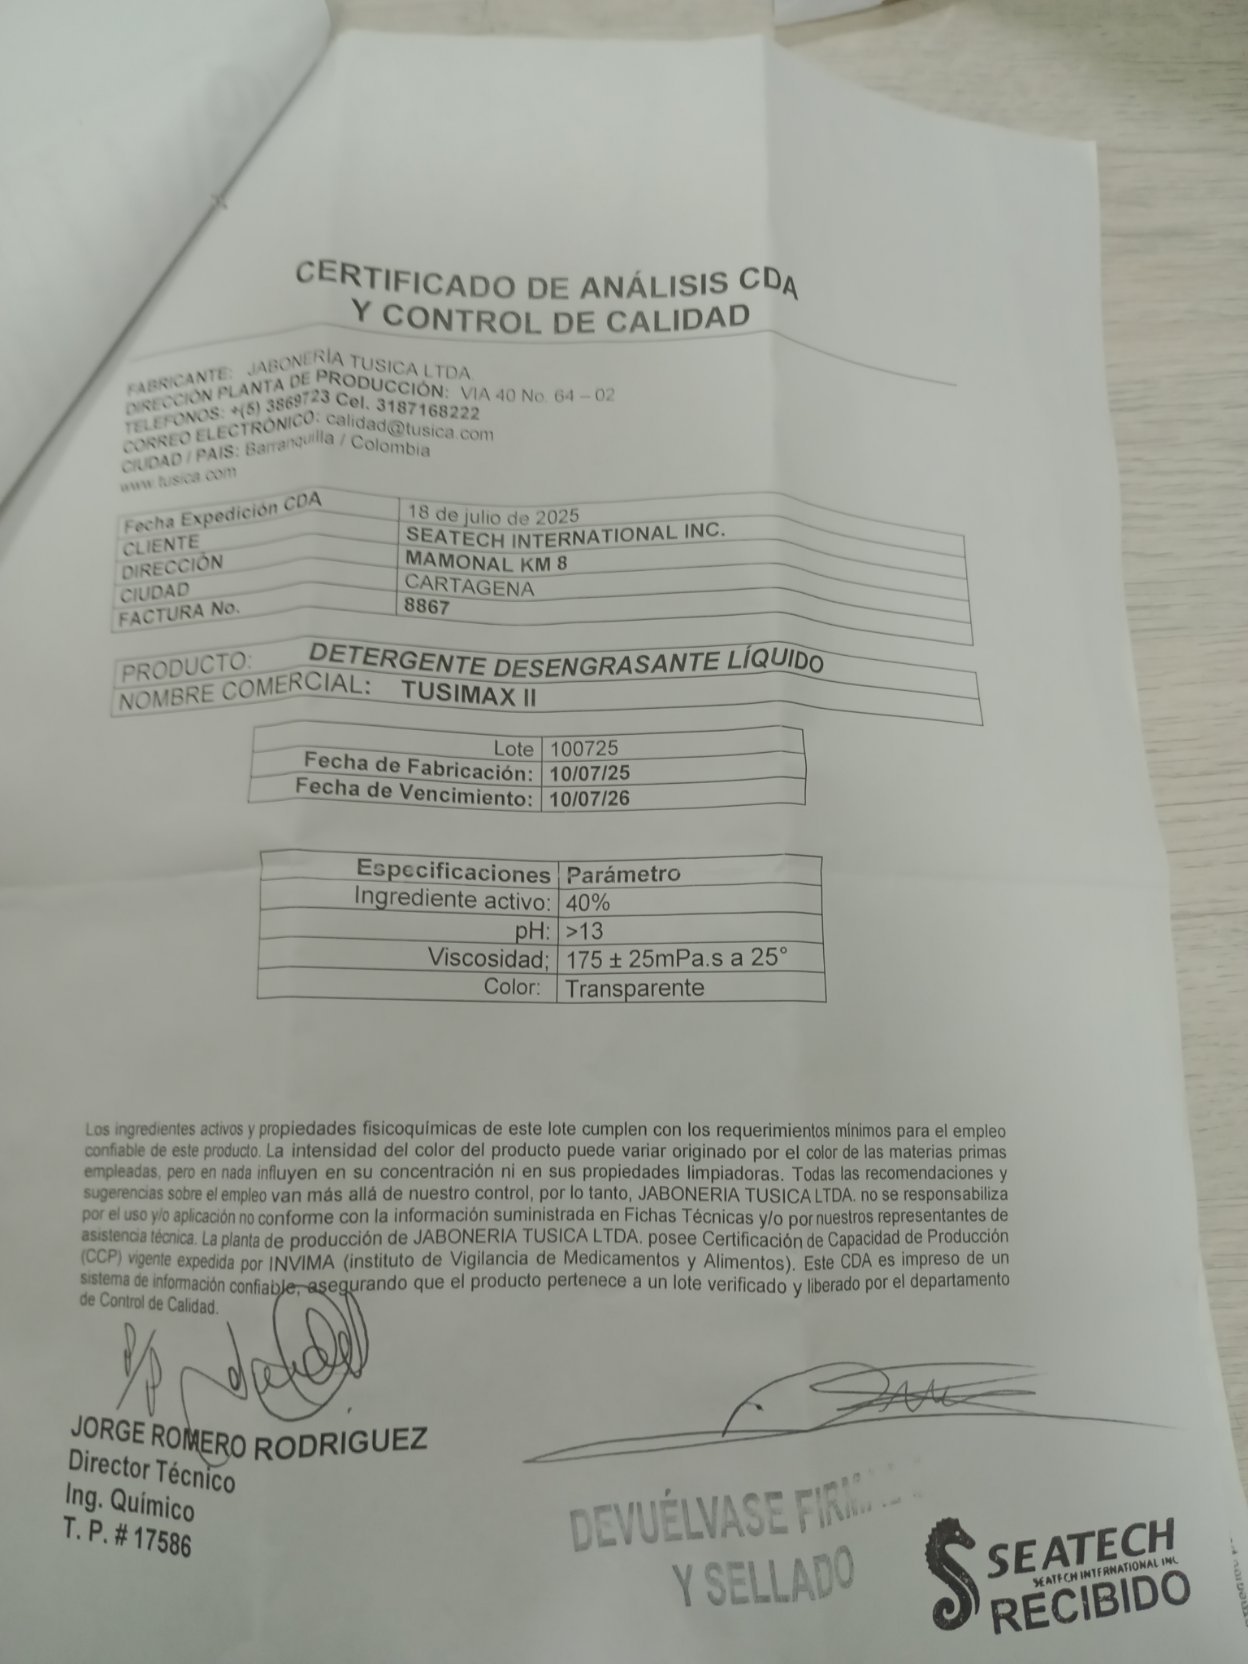 CERTIFICADO DE ANÁLISIS CDA
Y CONTROL DE CALIDAD
FABRICANTE: JABONERÍA TUSICA LTDA.
DIRECCIÓN PLANTA DE PRODUCCIÓN: VIA 40 No. 64 – 02
TELEFONOS: +(5) 3869723 Cel. 3187168222
CORREO ELECTRÓNICO: calidad@tusica.com
CIUDAD / PAIS: Barranquilla / Colombia
www.tusica.com
Fecha Expedición CDA 18 de julio de 2025
CLIENTE SEATECH INTERNATIONAL INC.
DIRECCIÓN MAMONAL KM 8
CIUDAD CARTAGENA
FACTURA No. 8867
PRODUCTO: DETERGENTE DESENGRASANTE LÍQUIDO
NOMBRE COMERCIAL: TUSIMAX II
Lote 100725
Fecha de Fabricación: 10/07/25
Fecha de Vencimiento: 10/07/26
Especificaciones Parámetro
Ingrediente activo: 40%
pH: >13
Viscosidad; 175 ± 25mPa.s a 25°
Color: Transparente
Los ingredientes activos y propiedades fisicoquímicas de este lote cumplen con los requerimientos mínimos para el empleo
confiable de este producto. La intensidad del color del producto puede variar originado por el color de las materias primas
empleadas, pero en nada influyen en su concentración ni en sus propiedades limpiadoras. Todas las recomendaciones y
sugerencias sobre el empleo van más allá de nuestro control, por lo tanto, JABONERIA TUSICA LTDA. no se responsabiliza
por el uso y/o aplicación no conforme con la información suministrada en Fichas Técnicas y/o por nuestros representantes de
asistencia técnica. La planta de producción de JABONERIA TUSICA LTDA. posee Certificación de Capacidad de Producción
(CCP) vigente expedida por INVIMA (instituto de Vigilancia de Medicamentos y Alimentos). Este CDA es impreso de un
sistema de información confiable, asegurando que el producto pertenece a un lote verificado y liberado por el departamento
de Control de Calidad.
P/P
JORGE ROMERO RODRIGUEZ
Director Técnico
Ing. Químico
T. P. # 17586
DEVUÉLVASE
Y SELLADO
SEATECH
SEATECH INTERNATIONAL INC.
RECIBIDO